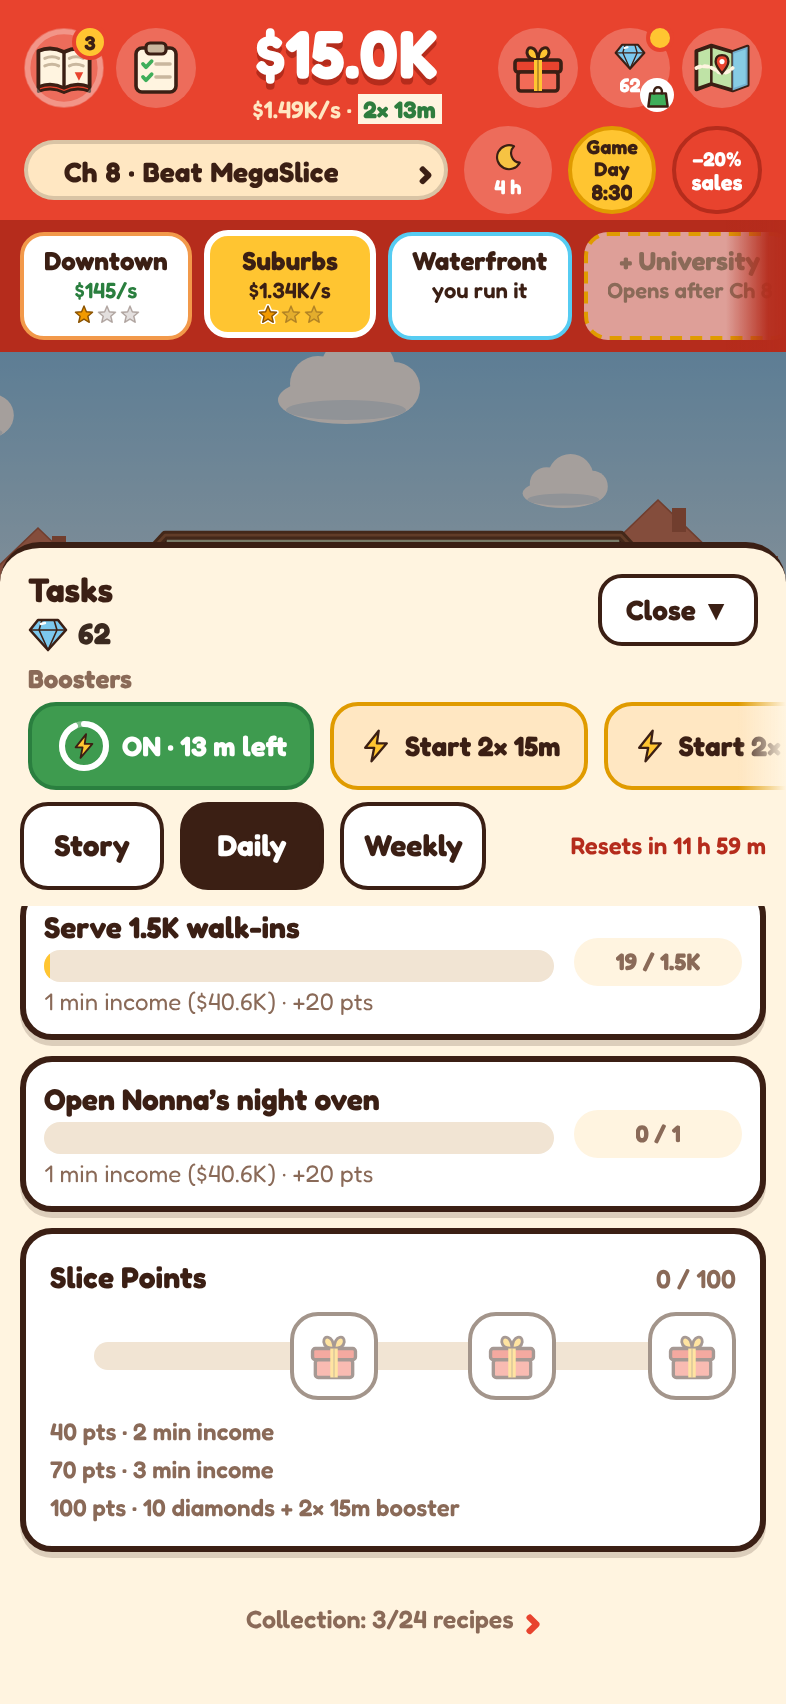 3
$15.0K
$1.49K/s · 2x 13m
62
Ch 8 · Beat MegaSlice
4 h
Game
Day
8:30
-20%
sales
Downtown
$145/s
Suburbs
$1.34K/s
Waterfront
you run it
+ University
Opens after Ch 8
Tasks
62
Close ▼
Boosters
ON · 13 m left
Start 2x 15m
Start 2x
Story
Daily
Weekly
Resets in 11 h 59 m
Serve 1.5K walk-ins
19 / 1.5K
1 min income ($40.6K) · +20 pts
Open Nonna's night oven
0 / 1
1 min income ($40.6K) · +20 pts
Slice Points
0 / 100
40 pts · 2 min income
70 pts · 3 min income
100 pts · 10 diamonds + 2x 15m booster
Collection: 3/24 recipes